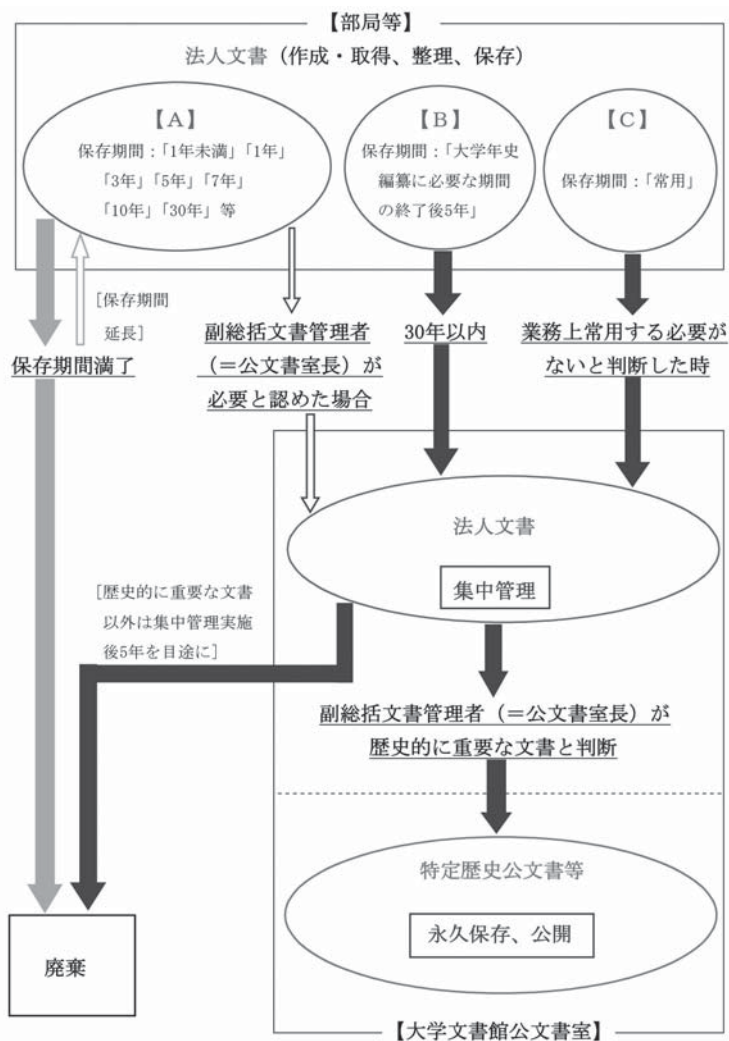 【部局等】
法人文書（作成・取得、整理、保存）
【A】
保存期間：「1年未満」「1年」
「3年」「5年」「7年」
「10年」「30年」等
【B】
保存期間：「大学年史
編纂に必要な期間
の終了後5年」
【C】
保存期間：「常用」
［保存期間
延長］
保存期間満了
副総括文書管理者
（＝公文書室長）が
必要と認めた場合
30年以内
業務上常用する必要が
ないと判断した時
法人文書
集中管理
［歴史的に重要な文書
以外は集中管理実施
後5年を目途に］
副総括文書管理者（＝公文書室長）が
歴史的に重要な文書と判断
特定歴史公文書等
永久保存、公開
廃棄
【大学文書館公文書室】